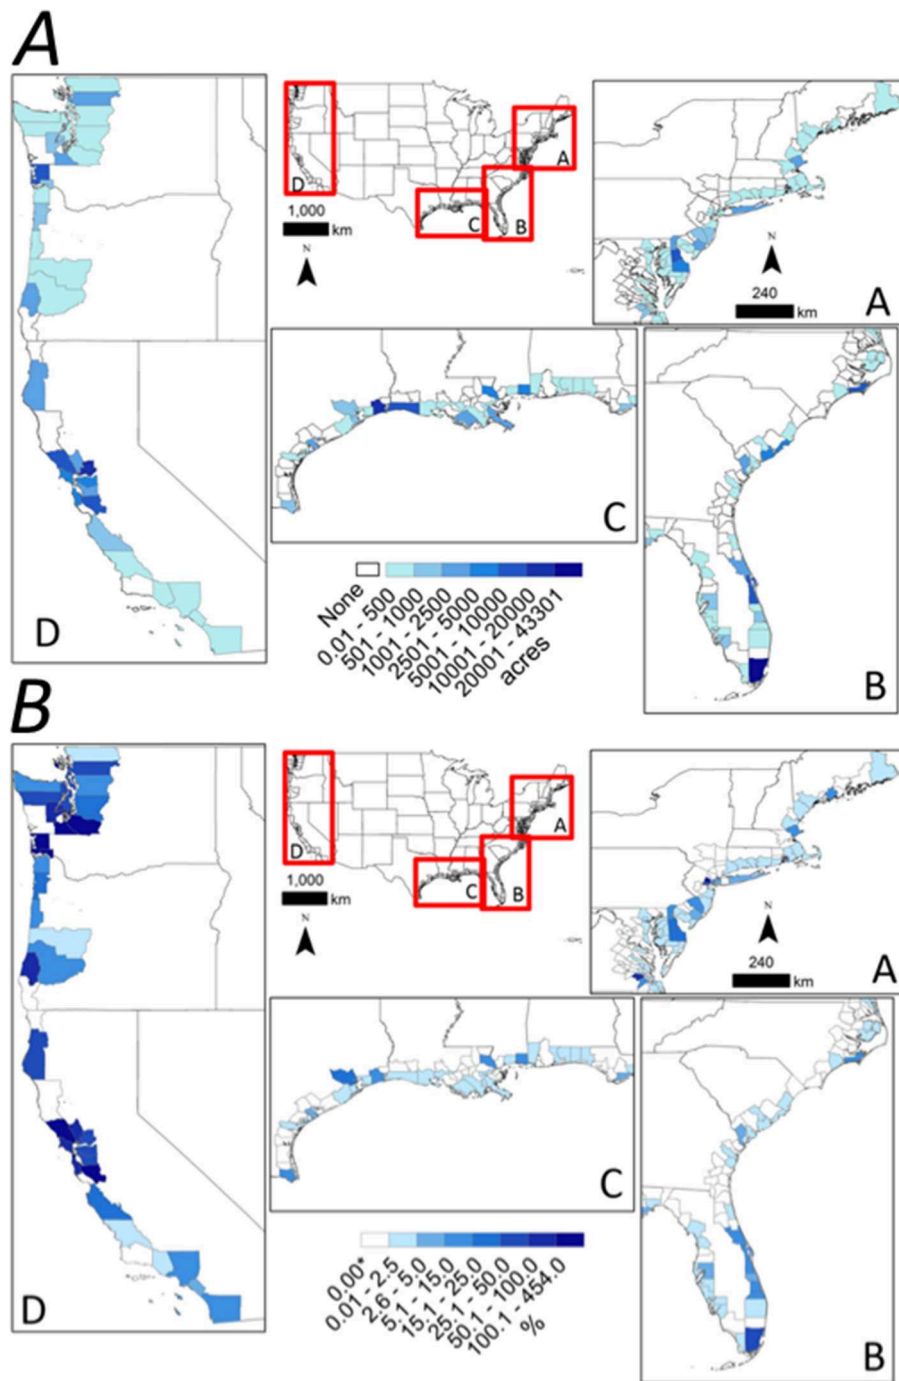 A
D
1,000
km
N
A
B
C
D
N
240
km
A
C
None
0.01 - 500
501 - 1000
1001 - 2500
2501 - 5000
5001 - 10000
10001 - 20000
20001 - 43301
acres
B
B
D
1,000
km
N
A
B
C
D
N
240
km
A
C
0.00*
0.01 - 2.5
2.6 - 5.0
5.1 - 15.0
15.1 - 25.0
25.1 - 50.0
50.1 - 100.0
100.1 - 454.0
%
B